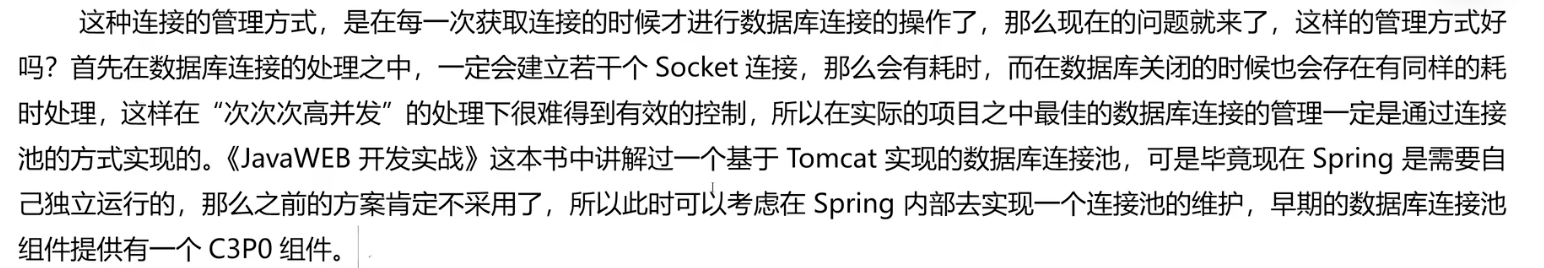 这种连接的管理方式，是在每一次获取连接的时候才进行数据库连接的操作了，那么现在的问题就来了，这样的管理方式好
吗？首先在数据库连接的处理之中，一定会建立若干个 Socket 连接，那么会有耗时，而在数据库关闭的时候也会存在有同样的耗
时处理，这样在“次次次高并发”的处理下很难得到有效的控制，所以在实际的项目之中最佳的数据库连接的管理一定是通过连接
池的方式实现的。《JavaWEB 开发实战》这本书中讲解过一个基于 Tomcat 实现的数据库连接池，可是毕竟现在 Spring 是需要自
己独立运行的，那么之前的方案肯定不采用了，所以此时可以考虑在 Spring 内部去实现一个连接池的维护，早期的数据库连接池
组件提供有一个 C3P0 组件。